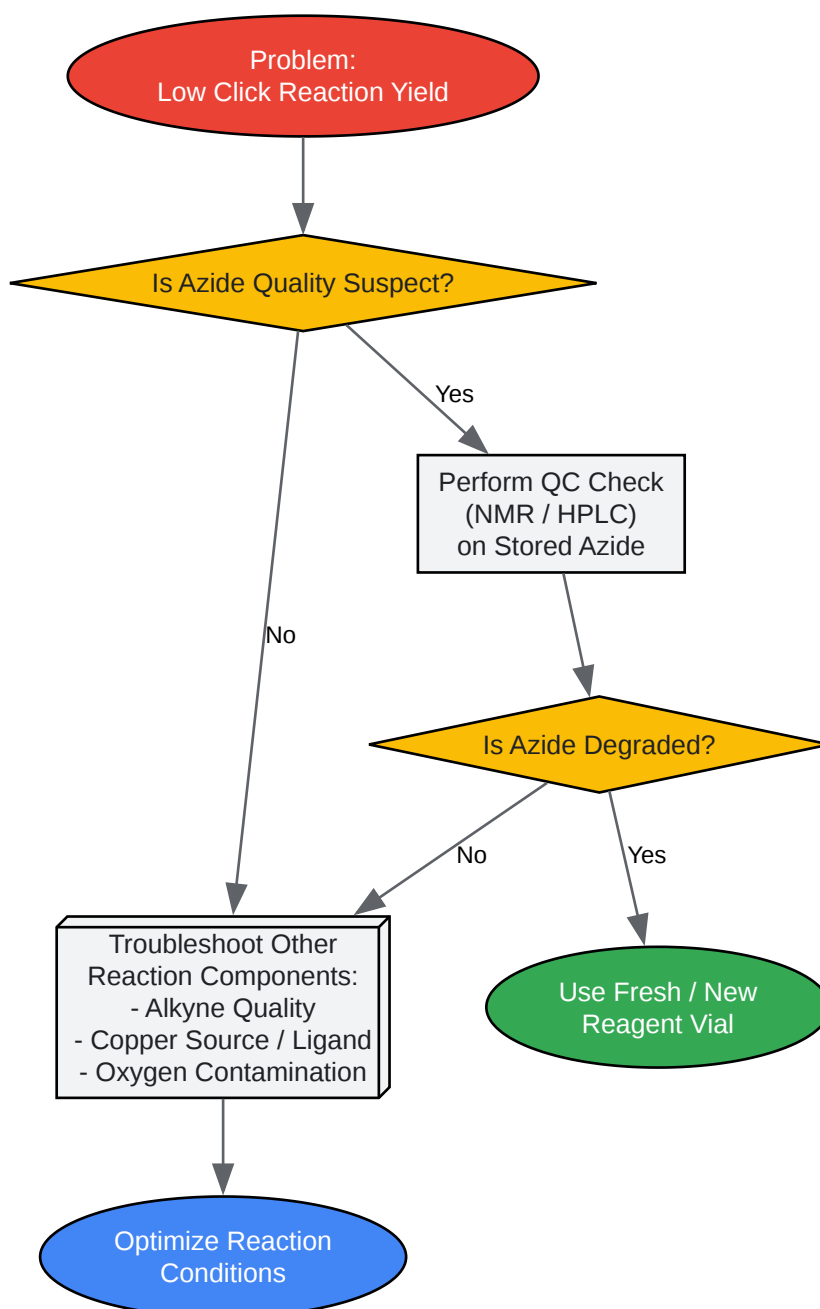 Problem:
Low Click Reaction Yield
Is Azide Quality Suspect?
Yes
Perform QC Check
(NMR / HPLC)
on Stored Azide
No
Is Azide Degraded?
No
Yes
Troubleshoot Other
Reaction Components:
- Alkyne Quality
- Copper Source / Ligand
- Oxygen Contamination
Use Fresh / New
Reagent Vial
Optimize Reaction
Conditions